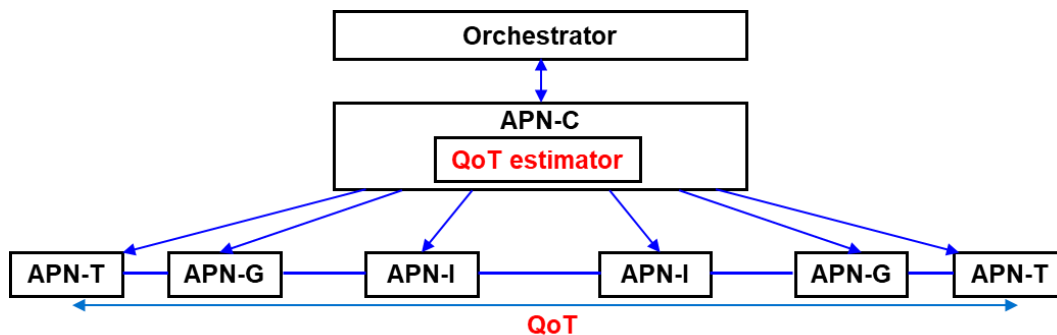 Orchestrator
APN-C
QoT estimator
APN-T APN-G APN-I APN-I APN-G APN-T
QoT